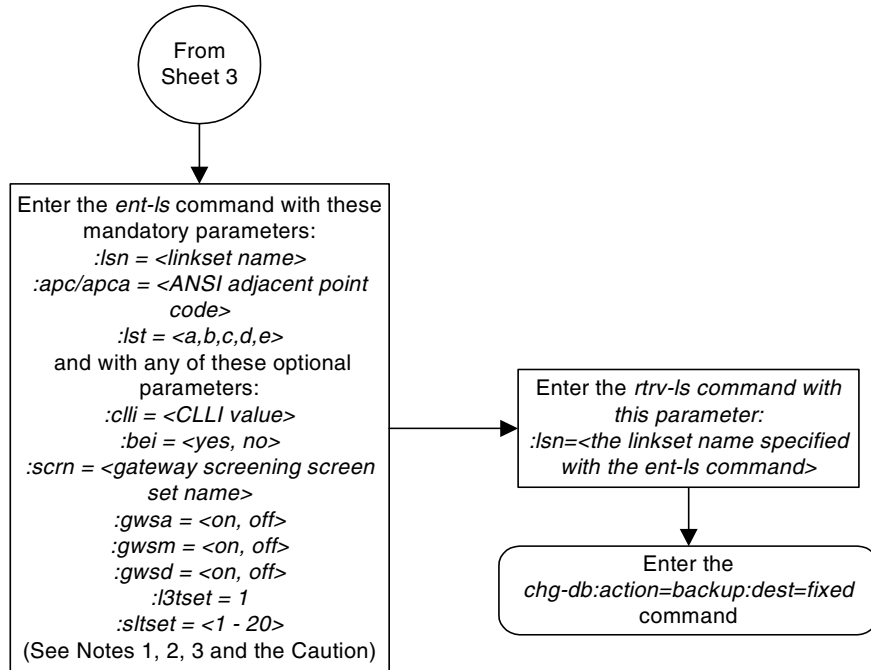 From
Sheet 3
Enter the ent-ls command with these
mandatory parameters:
:lsn = <linkset name>
:apc/apca = <ANSI adjacent point
code>
:lst = <a,b,c,d,e>
and with any of these optional
parameters:
:clli = <CLLI value>
:bei = <yes, no>
:scrn = <gateway screening screen
set name>
:gwsa = <on, off>
:gwsm = <on, off>
:gwsd = <on, off>
:l3tset = 1
:sltset = <1 - 20>
(See Notes 1, 2, 3 and the Caution)
Enter the rtrv-ls command with
this parameter:
:lsn=<the linkset name specified
with the ent-ls command>
Enter the
chg-db:action=backup:dest=fixed
command